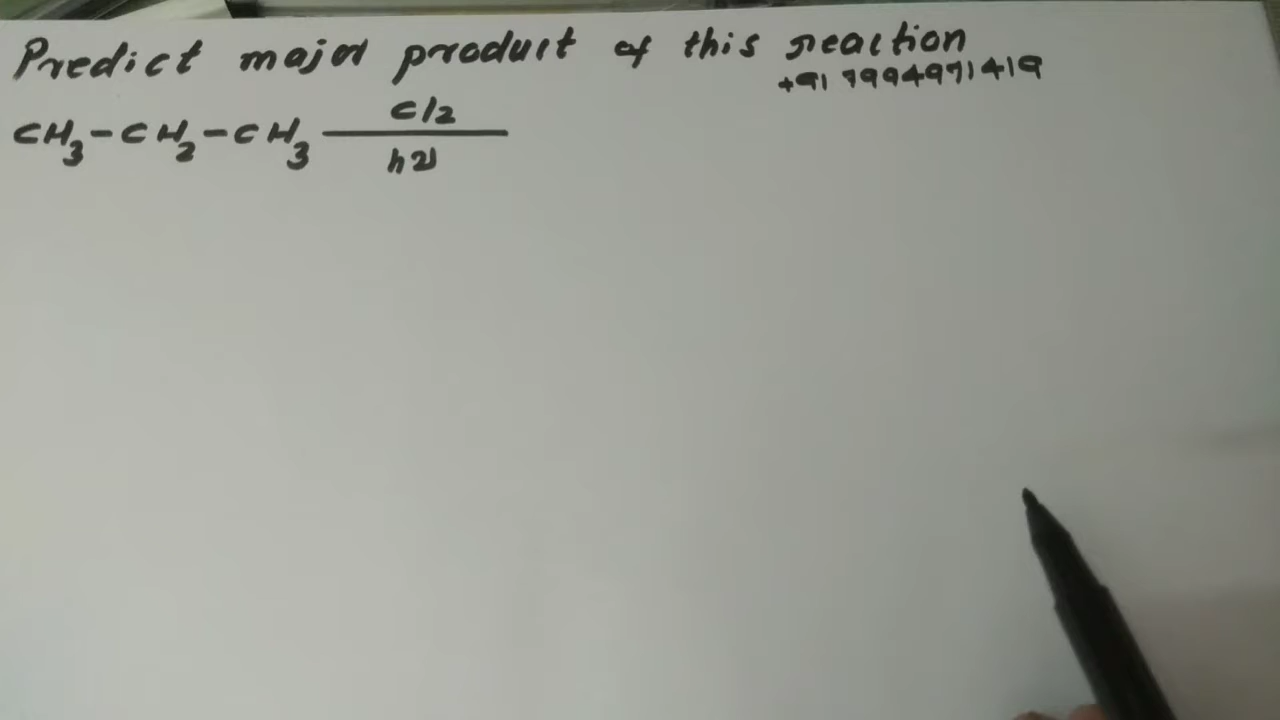 Predict major product of this reaction
+91 7994971419
CH3-CH2-CH3 Cl2
hν